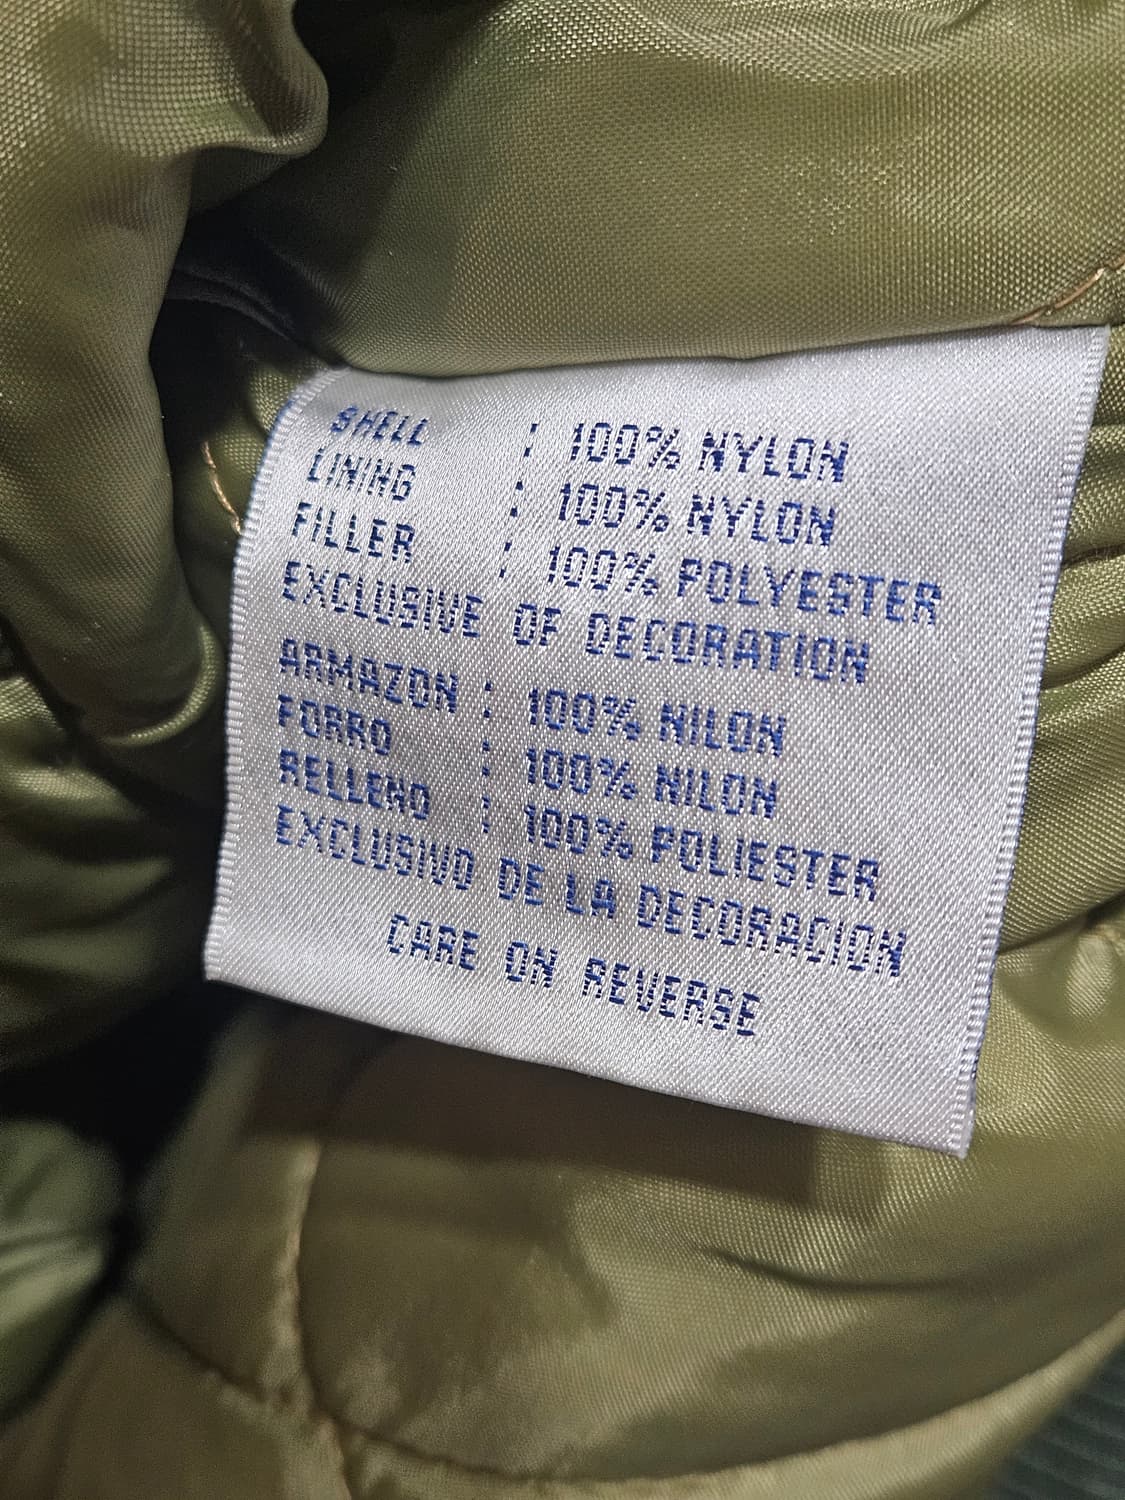 SHELL : 100% NYLON
LINING : 100% NYLON
FILLER : 100% POLYESTER
EXCLUSIVE OF DECORATION
ARMAZON : 100% NILON
FORRO : 100% NILON
RELLENO : 100% POLIESTER
EXCLUSIVO DE LA DECORACION
CARE ON REVERSE